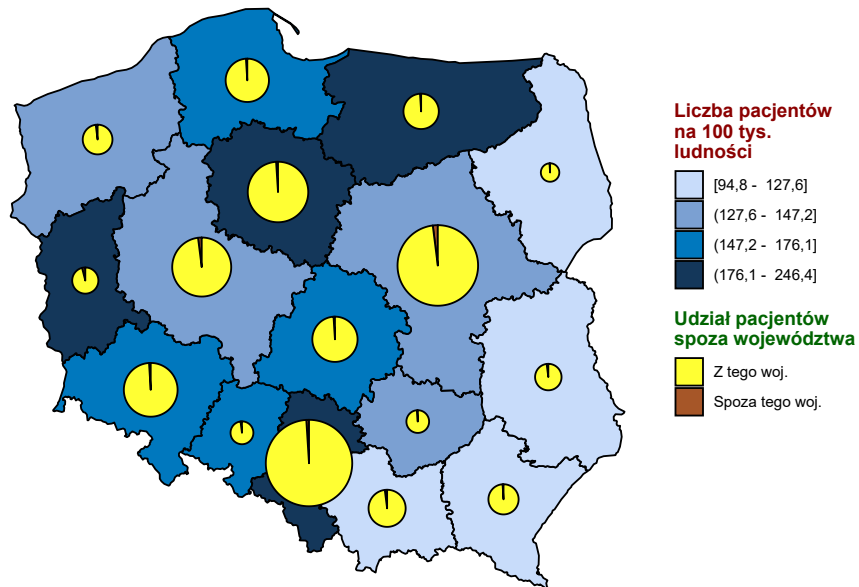 Liczba pacjentów
na 100 tys.
ludności
[94,8 - 127,6]
(127,6 - 147,2]
(147,2 - 176,1]
(176,1 - 246,4]
Udział pacjentów
spoza województwa
Z tego woj.
Spoza tego woj.